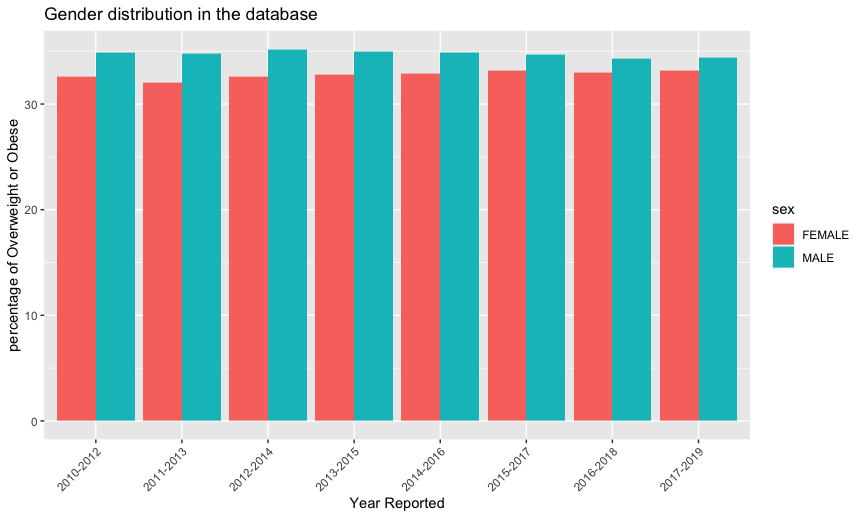 Gender distribution in the database
percentage of Overweight or Obese
30
20
10
0
2010-2012
2011-2013
2012-2014
2013-2015
2014-2016
2015-2017
2016-2018
2017-2019
Year Reported
sex
FEMALE
MALE